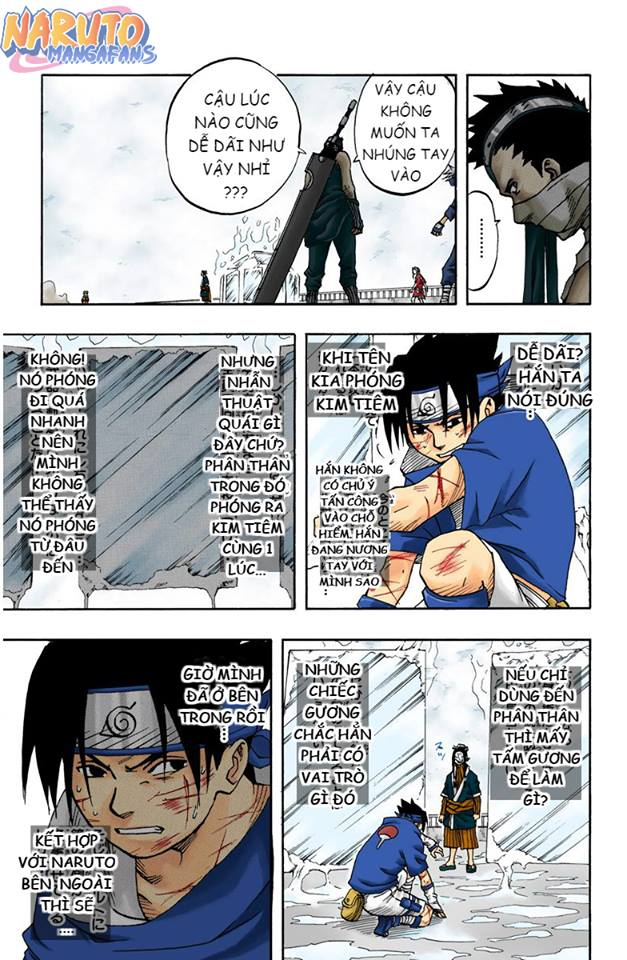 NARUTO
MANGAFANS
.......
VẬY CẬU
KHÔNG
MUỐN TA
NHÚNG TAY
VÀO
CẬU LÚC
NÀO CŨNG
DỄ DÃI NHƯ
VẬY NHỈ
???
DỄ DÃI?
HẮN TA
NÓI ĐÚNG
...
KHI TÊN
KIA PHÓNG
KIM TIÊM
HẮN KHÔNG
CÓ CHỦ Ý
TẤN CÔNG
VÀO CHỖ
HIỂM. HẮN
ĐANG NƯƠNG
TAY VỚI
MÌNH SAO
...
NHƯNG
NHẪN
THUẬT
QUÁI GÌ
ĐÂY CHỨ?
PHÂN THÂN
TRONG ĐÓ
PHÓNG RA
KIM TIÊM
CÙNG 1
LÚC...
KHÔNG!
NÓ PHÓNG
ĐI QUÁ
NHANH
NÊN
MÌNH
KHÔNG
THỂ THẤY
NÓ PHÓNG
TỪ ĐÂU
ĐẾN
NẾU CHỈ
DÙNG ĐẾN
PHÂN THÂN
THÌ MẤY
TẤM GƯƠNG
ĐỂ LÀM
GÌ?
NHỮNG
CHIẾC
GƯƠNG
CHẮC HẲN
PHẢI CÓ
VAI TRÒ
GÌ ĐÓ
GIỜ MÌNH
ĐÃ Ở BÊN
TRONG RỒI
...
KẾT HỢP
VỚI NARUTO
BÊN NGOÀI
THÌ SẼ
....